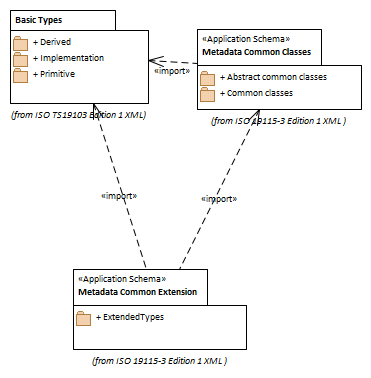 Basic Types
+ Derived
+ Implementation
+ Primitive
(from ISO TS19103 Edition 1 XML)
«import»
«Application Schema»
Metadata Common Classes
+ Abstract common classes
+ Common classes
(from ISO 19115-3 Edition 1 XML )
«import»
«import»
«Application Schema»
Metadata Common Extension
+ ExtendedTypes
(from ISO 19115-3 Edition 1 XML )